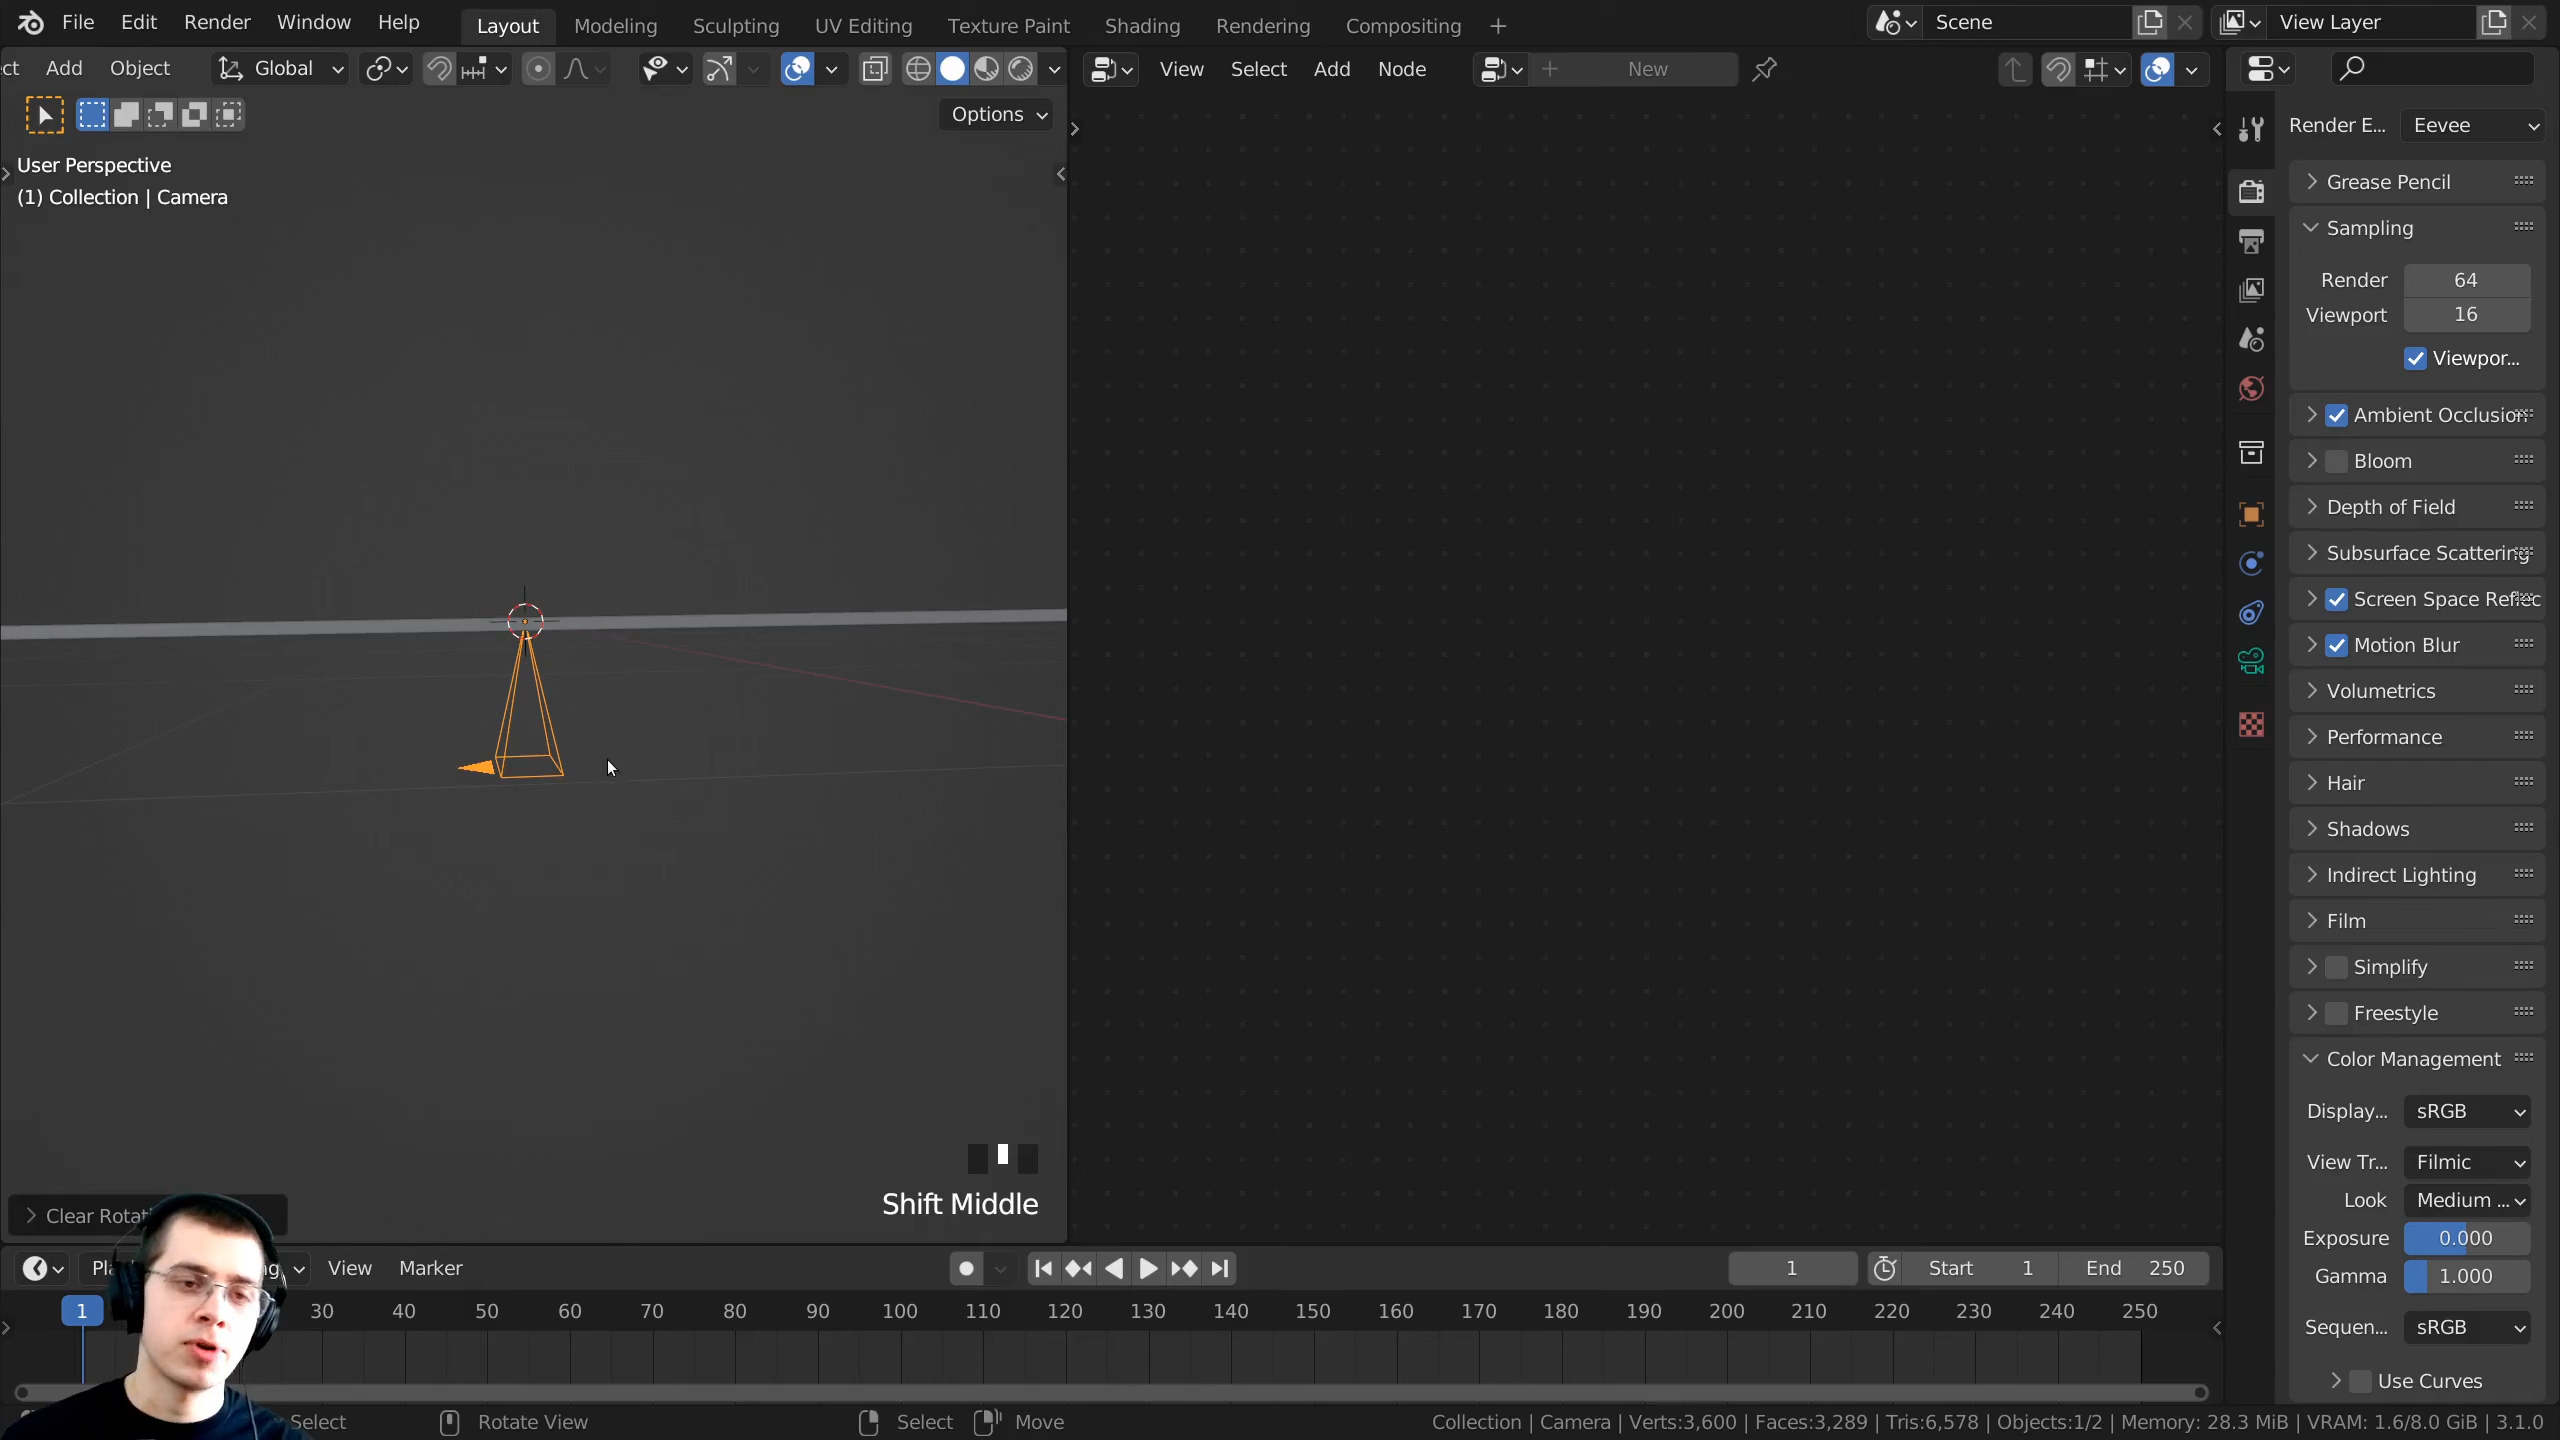 File Edit Render Window Help Layout Modeling Sculpting UV Editing Texture Paint Shading Rendering Compositing + Scene View Layer
ct Add Object Global View Select Add Node New
Options
User Perspective
(1) Collection | Camera
Render E... Eevee
Grease Pencil
Sampling
Render 64
Viewport 16
Viewpor...
Ambient Occlusion
Bloom
Depth of Field
Subsurface Scattering
Screen Space Reflec
Motion Blur
Volumetrics
Performance
Hair
Shadows
Indirect Lighting
Film
Simplify
Freestyle
Color Management
Display... sRGB
View Tr... Filmic
Look Medium ...
Exposure 0.000
Gamma 1.000
Sequen... sRGB
Use Curves
Shift Middle
Clear Rotati
View Marker 1 Start 1 End 250
1 30 40 50 60 70 80 90 100 110 120 130 140 150 160 170 180 190 200 210 220 230 240 250
Select Rotate View Select Move Collection | Camera | Verts:3,600 | Faces:3,289 | Tris:6,578 | Objects:1/2 | Memory: 28.3 MiB | VRAM: 1.6/8.0 GiB | 3.1.0